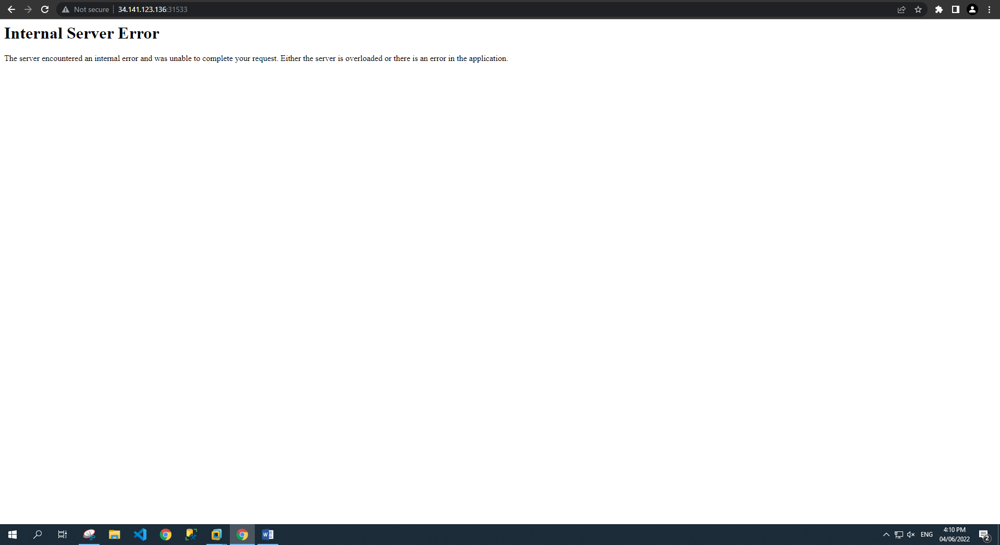 Not secure
34.141.123.136:31533
Internal Server Error
The server encountered an internal error and was unable to complete your request. Either the server is overloaded or there is an error in the application.
W
ENG
4:10 PM
04/06/2022
2